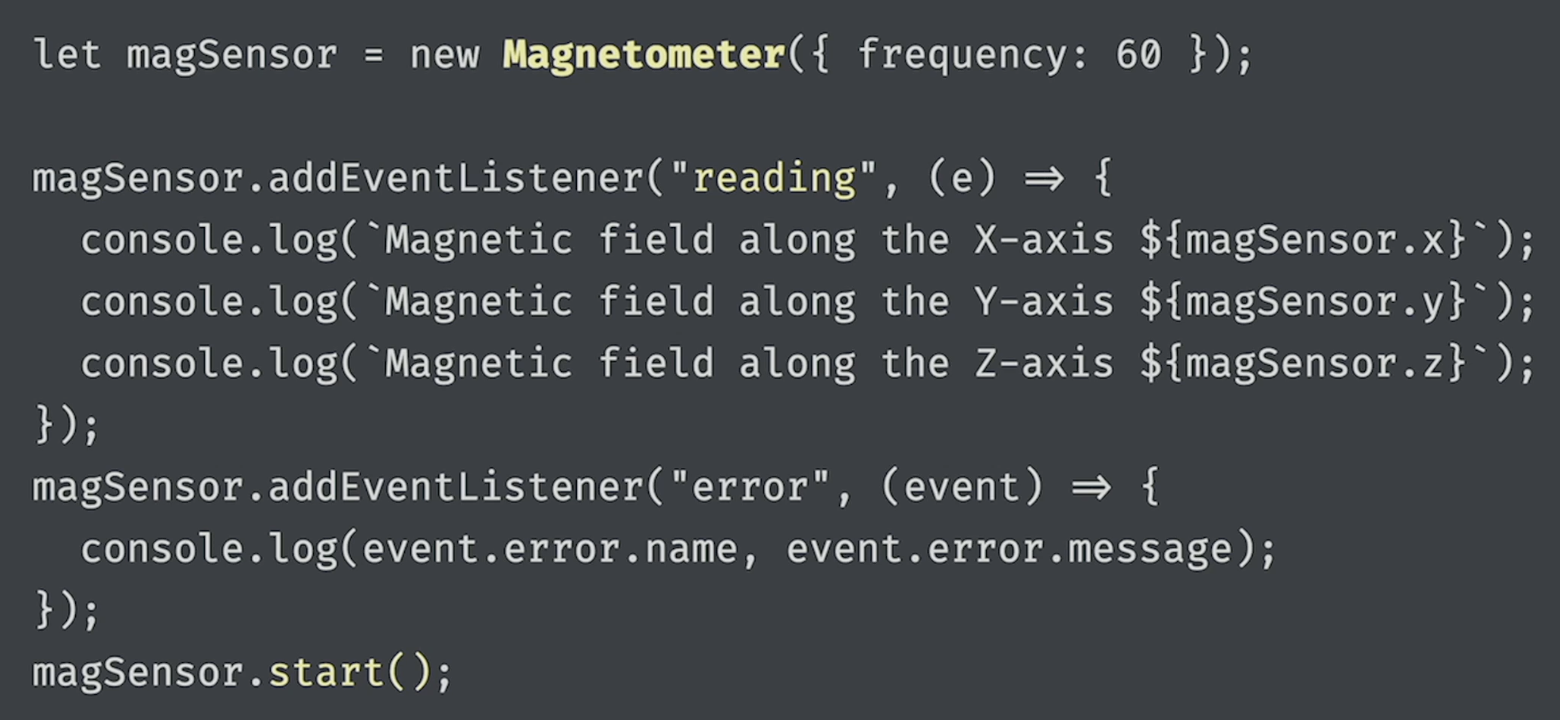 let magSensor = new Magnetometer({ frequency: 60 });
magSensor.addEventListener("reading", (e) => {
  console.log(`Magnetic field along the X-axis ${magSensor.x}`);
  console.log(`Magnetic field along the Y-axis ${magSensor.y}`);
  console.log(`Magnetic field along the Z-axis ${magSensor.z}`);
});
magSensor.addEventListener("error", (event) => {
  console.log(event.error.name, event.error.message);
});
magSensor.start();